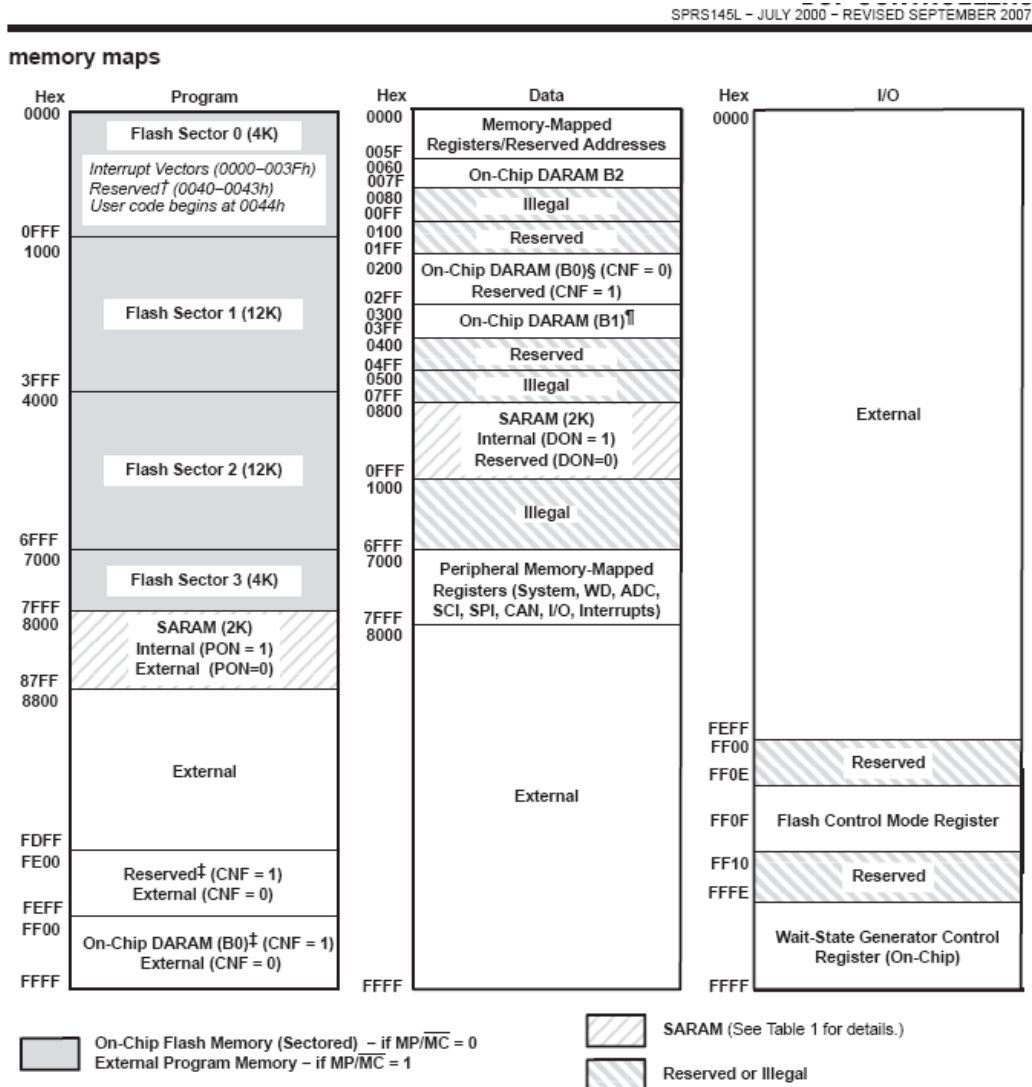 SPRS145L – JULY 2000 – REVISED SEPTEMBER 2007
memory maps
Hex
Program
0000
Flash Sector 0 (4K)
Interrupt Vectors (0000–003Fh)
Reserved† (0040–0043h)
User code begins at 0044h
0FFF
1000
Flash Sector 1 (12K)
3FFF
4000
Flash Sector 2 (12K)
6FFF
7000
Flash Sector 3 (4K)
7FFF
8000
SARAM (2K)
Internal (PON = 1)
External (PON=0)
87FF
8800
External
FDFF
FE00
Reserved‡ (CNF = 1)
External (CNF = 0)
FEFF
FF00
On-Chip DARAM (B0)‡ (CNF = 1)
External (CNF = 0)
FFFF
Hex
Data
0000
Memory-Mapped
Registers/Reserved Addresses
005F
0060
On-Chip DARAM B2
007F
0080
Illegal
00FF
0100
Reserved
01FF
0200
On-Chip DARAM (B0)§ (CNF = 0)
Reserved (CNF = 1)
02FF
0300
On-Chip DARAM (B1)¶
03FF
0400
Reserved
04FF
0500
Illegal
07FF
0800
SARAM (2K)
Internal (DON = 1)
Reserved (DON=0)
0FFF
1000
Illegal
6FFF
7000
Peripheral Memory-Mapped
Registers (System, WD, ADC,
SCI, SPI, CAN, I/O, Interrupts)
7FFF
8000
External
FFFF
Hex
I/O
0000
External
FEFF
FF00
Reserved
FF0E
FF0F
Flash Control Mode Register
FF10
Reserved
FFFE
Wait-State Generator Control
Register (On-Chip)
FFFF
On-Chip Flash Memory (Sectored) – if MP/MC = 0
External Program Memory – if MP/MC = 1
SARAM (See Table 1 for details.)
Reserved or Illegal